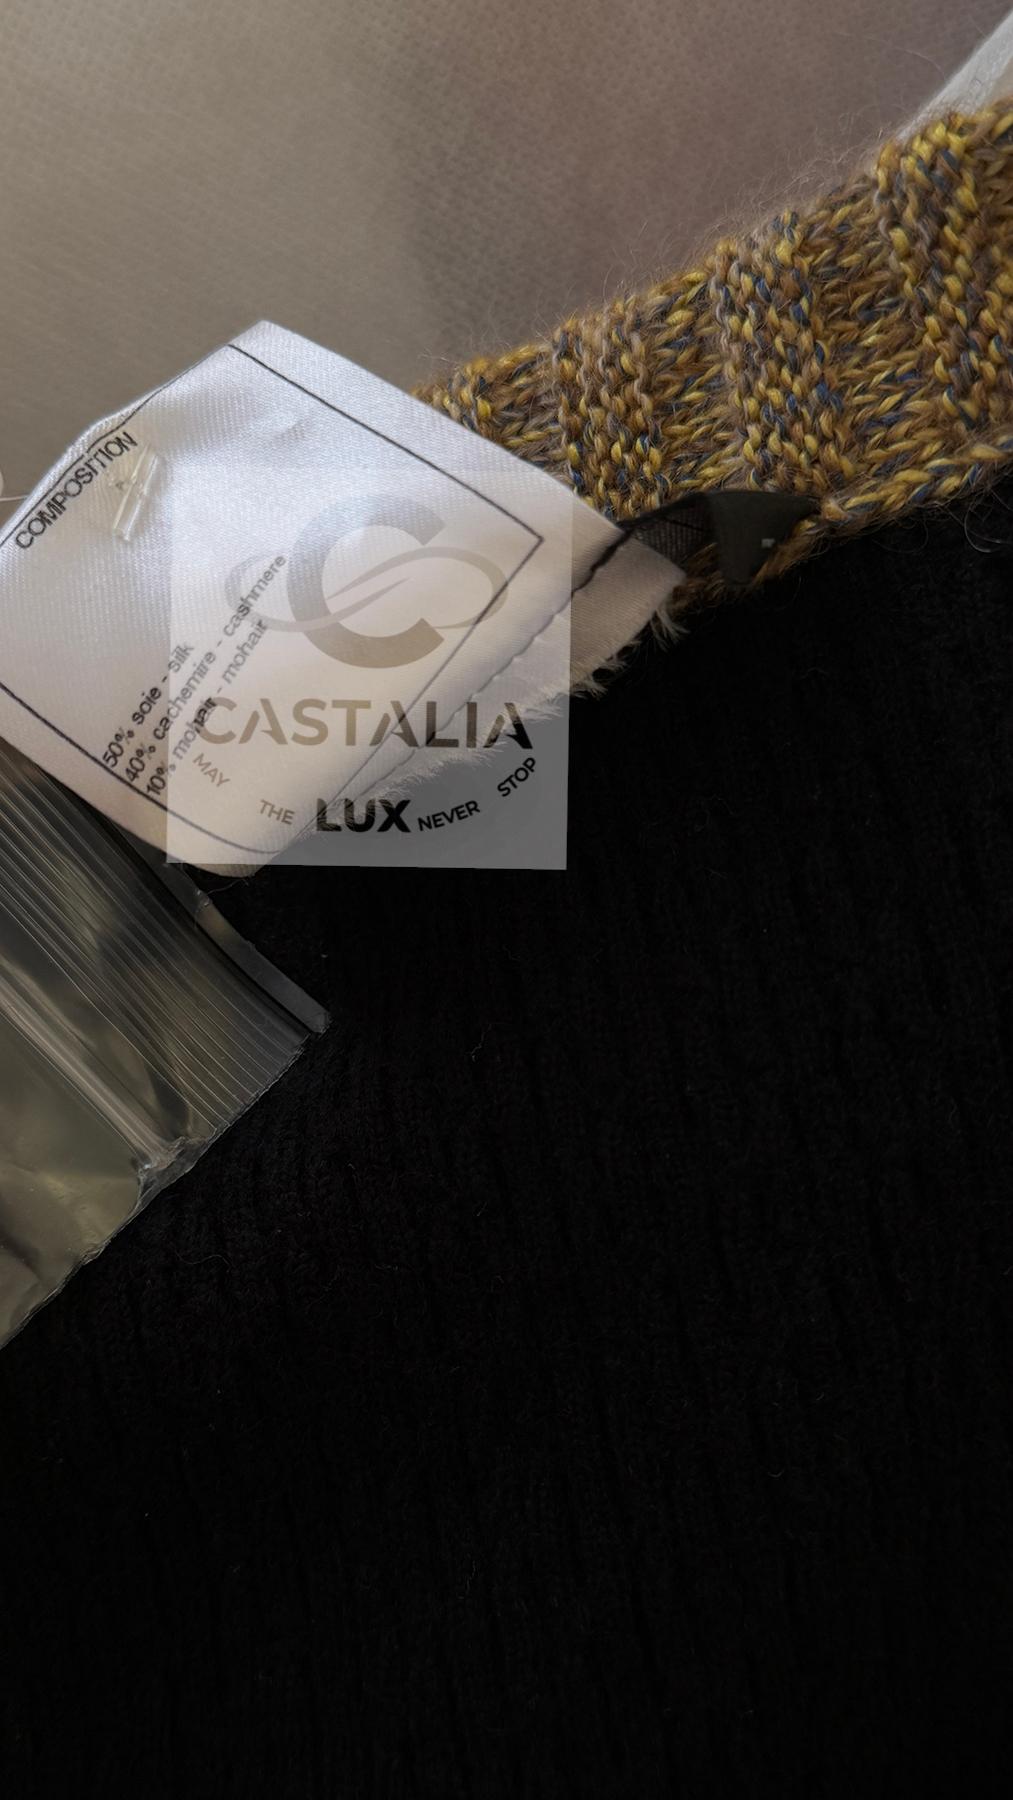 COMPOSITION
50% soie - silk
40% cachemire - cashmere
10% mohair - mohair
CASTALIA
MAY THE LUX NEVER STOP